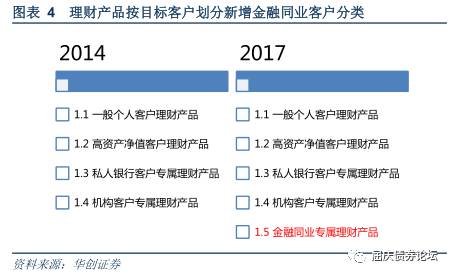 图表 4 理财产品按目标客户划分新增金融同业客户分类
2014
1.1 一般个人客户理财产品
1.2 高资产净值客户理财产品
1.3 私人银行客户专属理财产品
1.4 机构客户专属理财产品
2017
1.1 一般个人客户理财产品
1.2 高资产净值客户理财产品
1.3 私人银行客户专属理财产品
1.4 机构客户专属理财产品
1.5 金融同业专属理财产品
资料来源：华创证券
屈庆债券论坛